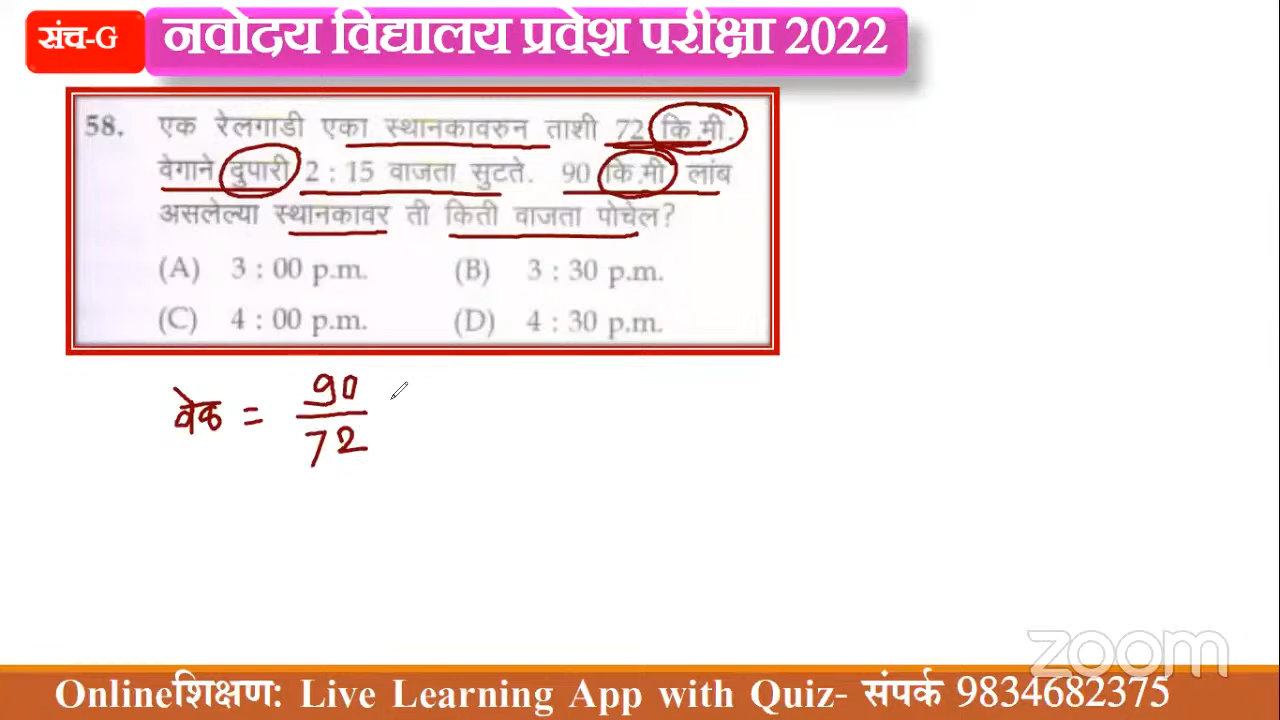 संच-G
नवोदय विद्यालय प्रवेश परीक्षा 2022
58. एक रेलगाडी एका स्थानकावरुन ताशी 72 कि.मी.
वेगाने दुपारी 2 : 15 वाजता सुटते. 90 कि.मी लांब
असलेल्या स्थानकावर ती किती वाजता पोचेल?
(A) 3 : 00 p.m. (B) 3 : 30 p.m.
(C) 4 : 00 p.m. (D) 4 : 30 p.m.
= 90
72
zoom
Onlineशिक्षण: Live Learning App with Quiz- संपर्क 9834682375